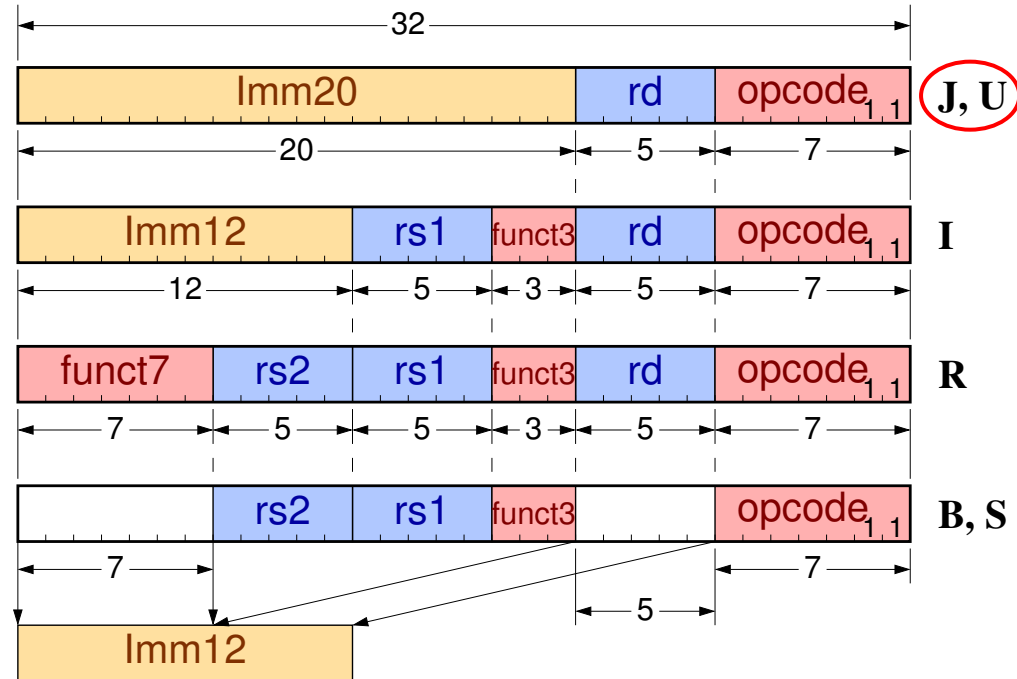 32
Imm20 rd opcode 1 1 J, U
20 5 7
Imm12 rs1 funct3 rd opcode 1 1 I
12 5 3 5 7
funct7 rs2 rs1 funct3 rd opcode 1 1 R
7 5 5 3 5 7
rs2 rs1 funct3 opcode 1 1 B, S
7 7
5
Imm12